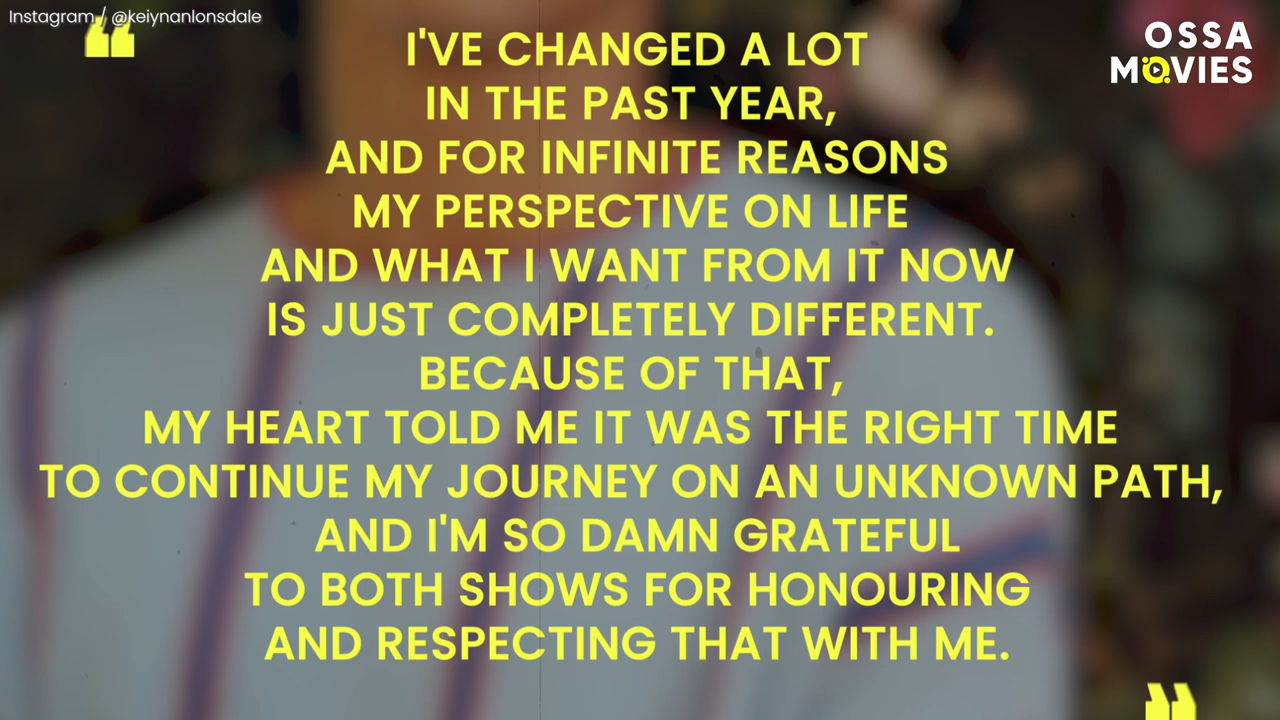 Instagram / @keiynanlonsdale
OSSA
MOVIES
❝
I'VE CHANGED A LOT
IN THE PAST YEAR,
AND FOR INFINITE REASONS
MY PERSPECTIVE ON LIFE
AND WHAT I WANT FROM IT NOW
IS JUST COMPLETELY DIFFERENT.
BECAUSE OF THAT,
MY HEART TOLD ME IT WAS THE RIGHT TIME
TO CONTINUE MY JOURNEY ON AN UNKNOWN PATH,
AND I'M SO DAMN GRATEFUL
TO BOTH SHOWS FOR HONOURING
AND RESPECTING THAT WITH ME.
❝